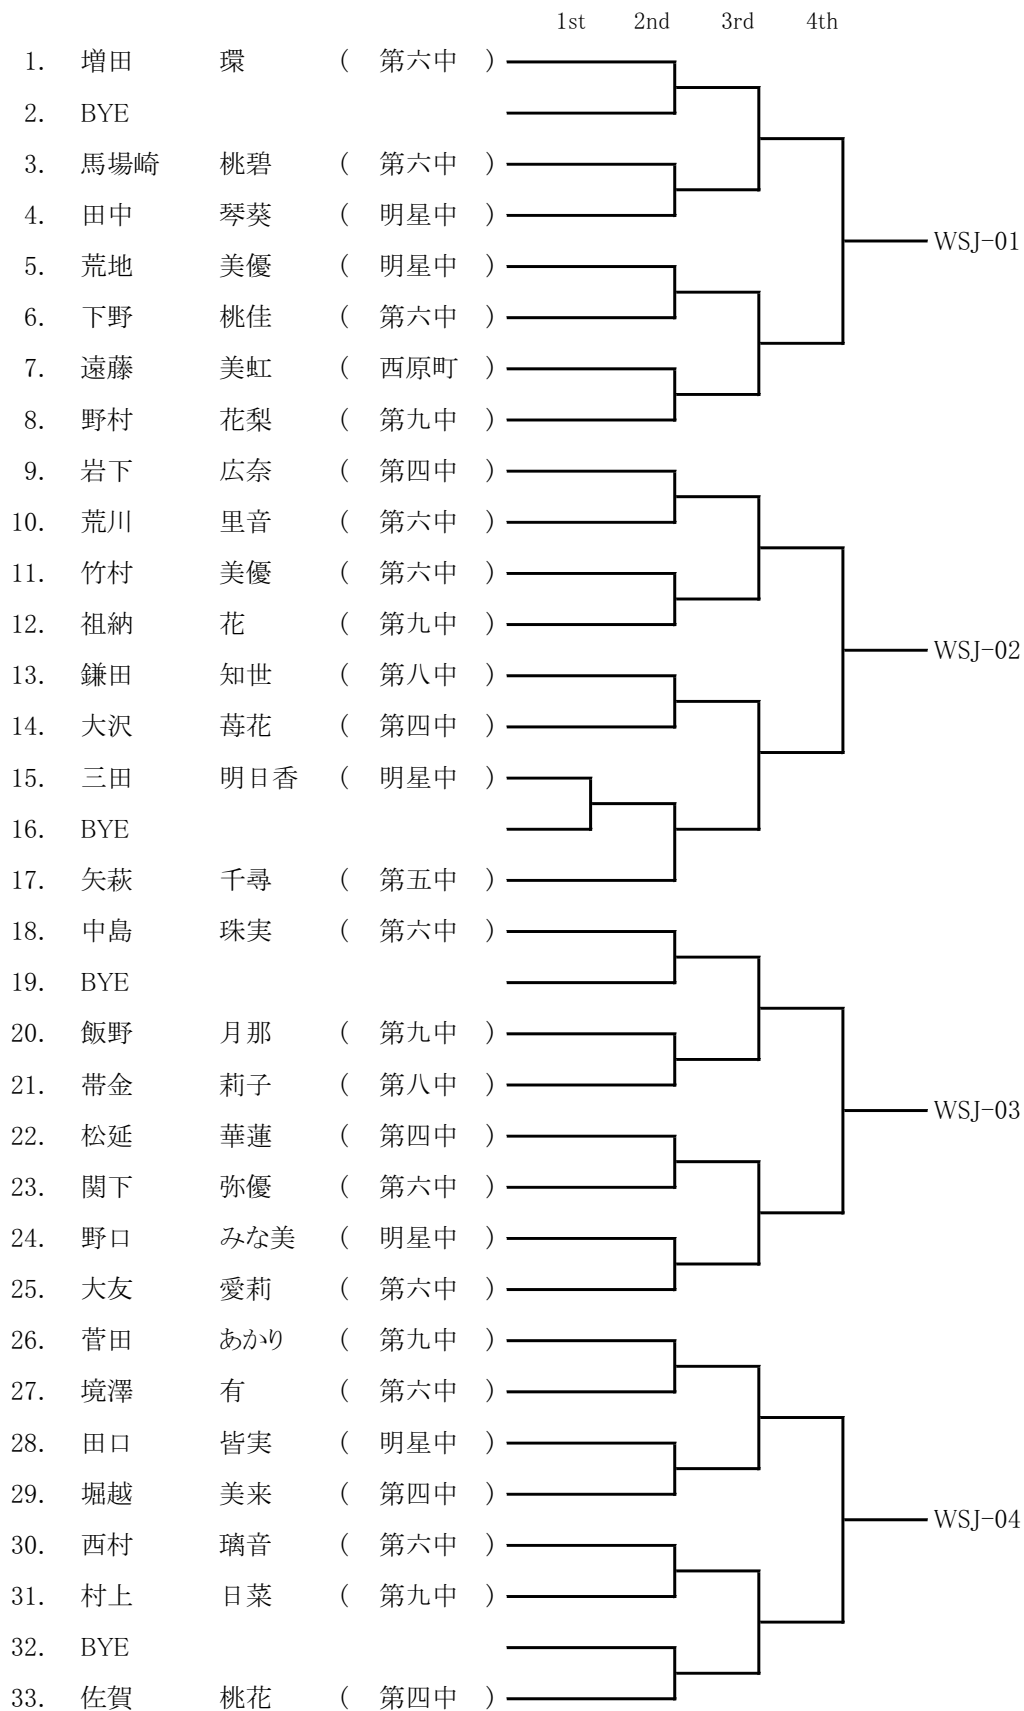 1st 2nd 3rd 4th
1. 増田 環 ( 第六中 )
2. BYE
3. 馬場崎 桃碧 ( 第六中 )
4. 田中 琴葵 ( 明星中 )
WSJ-01
5. 荒地 美優 ( 明星中 )
6. 下野 桃佳 ( 第六中 )
7. 遠藤 美虹 ( 西原町 )
8. 野村 花梨 ( 第九中 )
9. 岩下 広奈 ( 第四中 )
10. 荒川 里音 ( 第六中 )
11. 竹村 美優 ( 第六中 )
12. 祖納 花 ( 第九中 )
WSJ-02
13. 鎌田 知世 ( 第八中 )
14. 大沢 苺花 ( 第四中 )
15. 三田 明日香 ( 明星中 )
16. BYE
17. 矢萩 千尋 ( 第五中 )
18. 中島 珠実 ( 第六中 )
19. BYE
20. 飯野 月那 ( 第九中 )
21. 帯金 莉子 ( 第八中 )
WSJ-03
22. 松延 華蓮 ( 第四中 )
23. 関下 弥優 ( 第六中 )
24. 野口 みな美 ( 明星中 )
25. 大友 愛莉 ( 第六中 )
26. 菅田 あかり ( 第九中 )
27. 境澤 有 ( 第六中 )
28. 田口 皆実 ( 明星中 )
29. 堀越 美来 ( 第四中 )
WSJ-04
30. 西村 璃音 ( 第六中 )
31. 村上 日菜 ( 第九中 )
32. BYE
33. 佐賀 桃花 ( 第四中 )